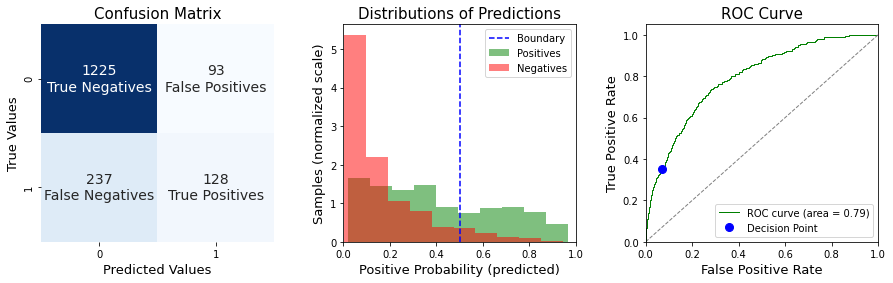 Confusion Matrix
True Values
0
1
1225
True Negatives
93
False Positives
237
False Negatives
128
True Positives
0
1
Predicted Values
Distributions of Predictions
Samples (normalized scale)
5
4
3
2
1
0
Boundary
Positives
Negatives
0.0 0.2 0.4 0.6 0.8 1.0
Positive Probability (predicted)
ROC Curve
True Positive Rate
1.0
0.8
0.6
0.4
0.2
0.0
ROC curve (area = 0.79)
Decision Point
0.0 0.2 0.4 0.6 0.8 1.0
False Positive Rate